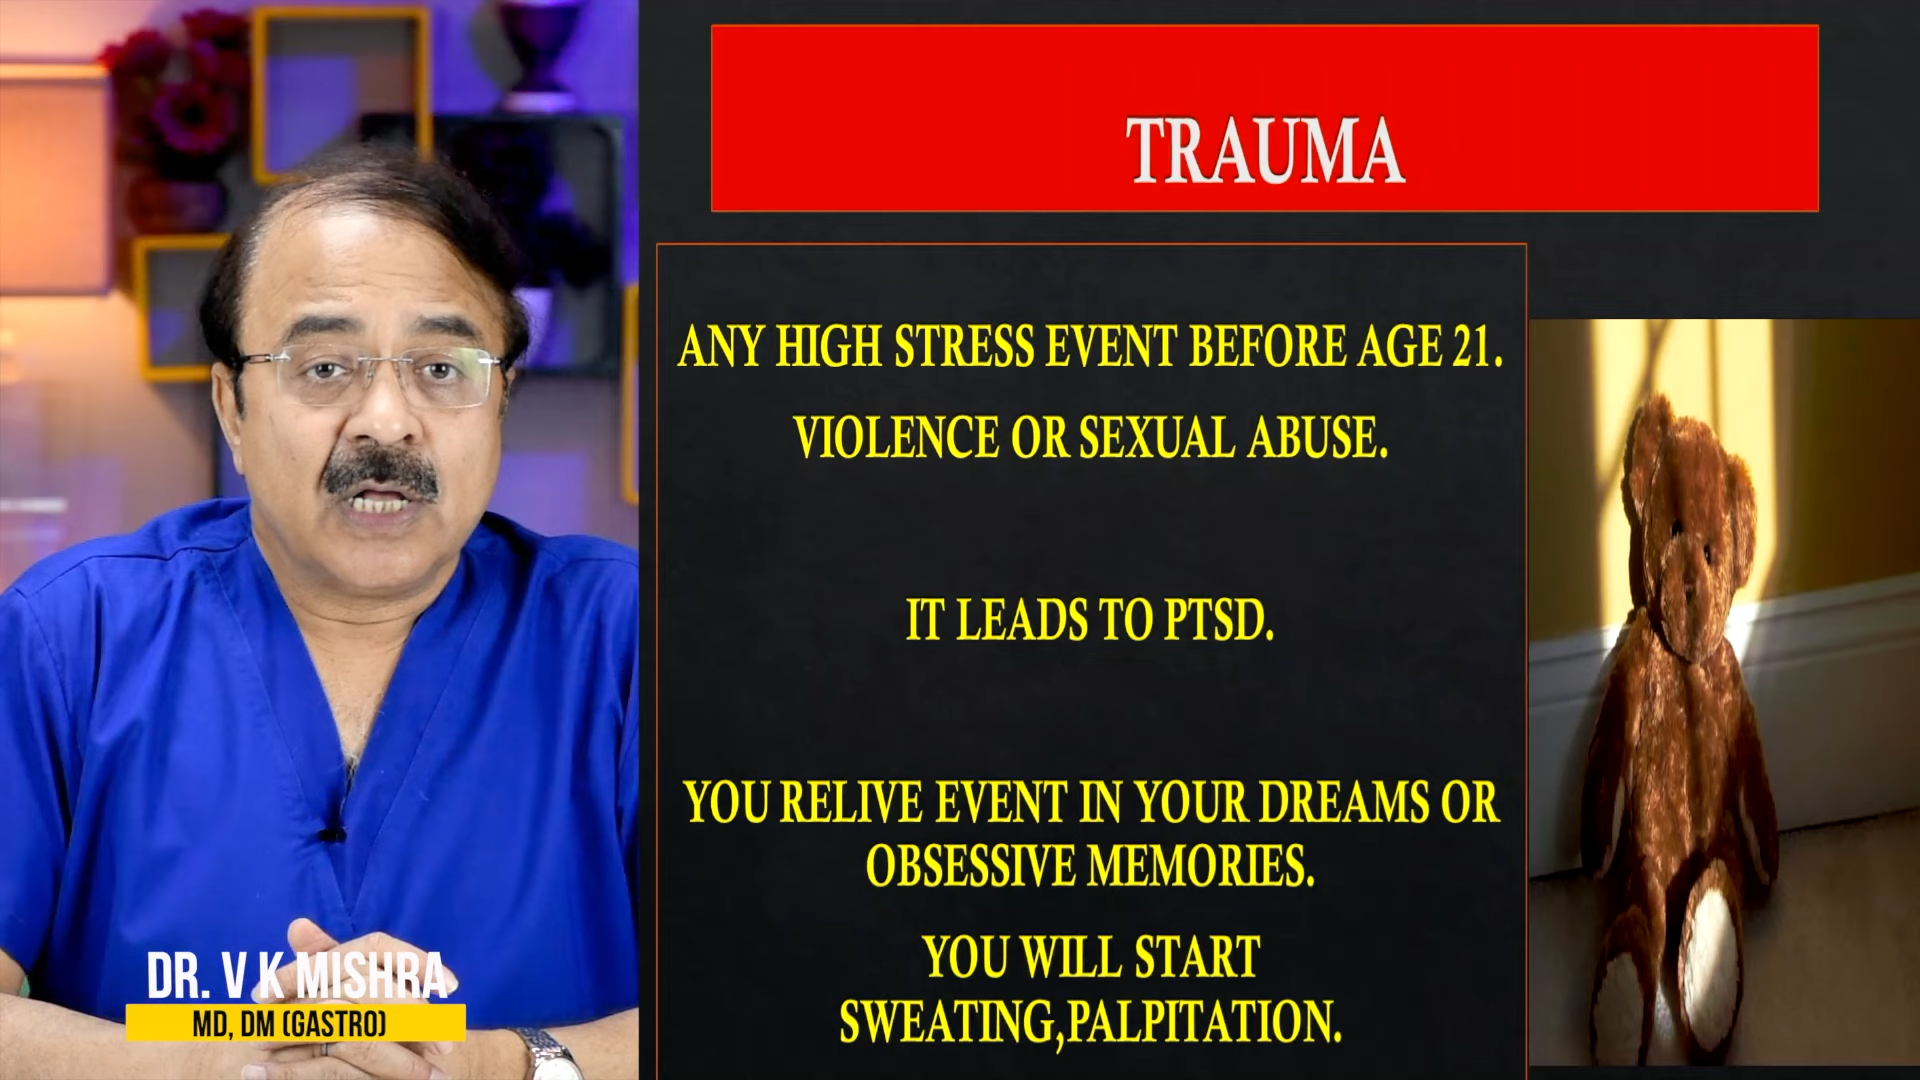 TRAUMA
ANY HIGH STRESS EVENT BEFORE AGE 21.
VIOLENCE OR SEXUAL ABUSE.
IT LEADS TO PTSD.
YOU RELIVE EVENT IN YOUR DREAMS OR
OBSESSIVE MEMORIES.
YOU WILL START
SWEATING,PALPITATION.
DR. V K MISHRA
MD, DM (GASTRO)